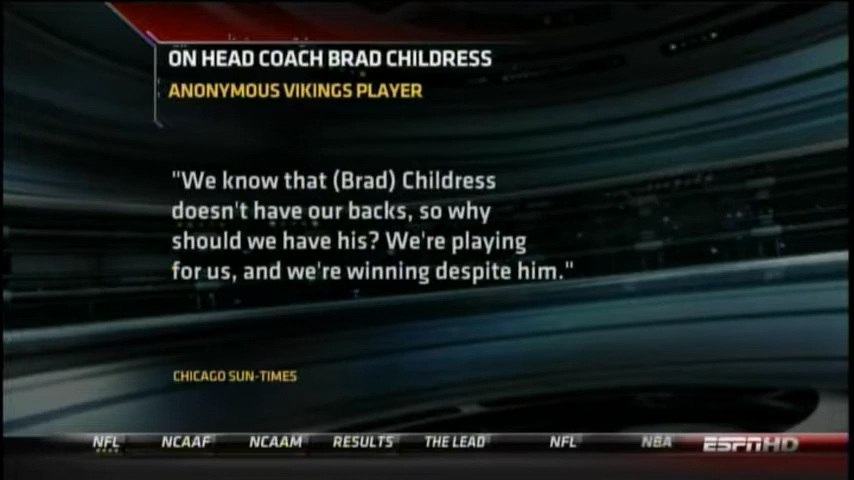 ON HEAD COACH BRAD CHILDRESS
ANONYMOUS VIKINGS PLAYER
"We know that (Brad) Childress
doesn't have our backs, so why
should we have his? We're playing
for us, and we're winning despite him."
CHICAGO SUN-TIMES
NFL NCAAF NCAAM RESULTS THE LEAD NFL NBA ESPNHD